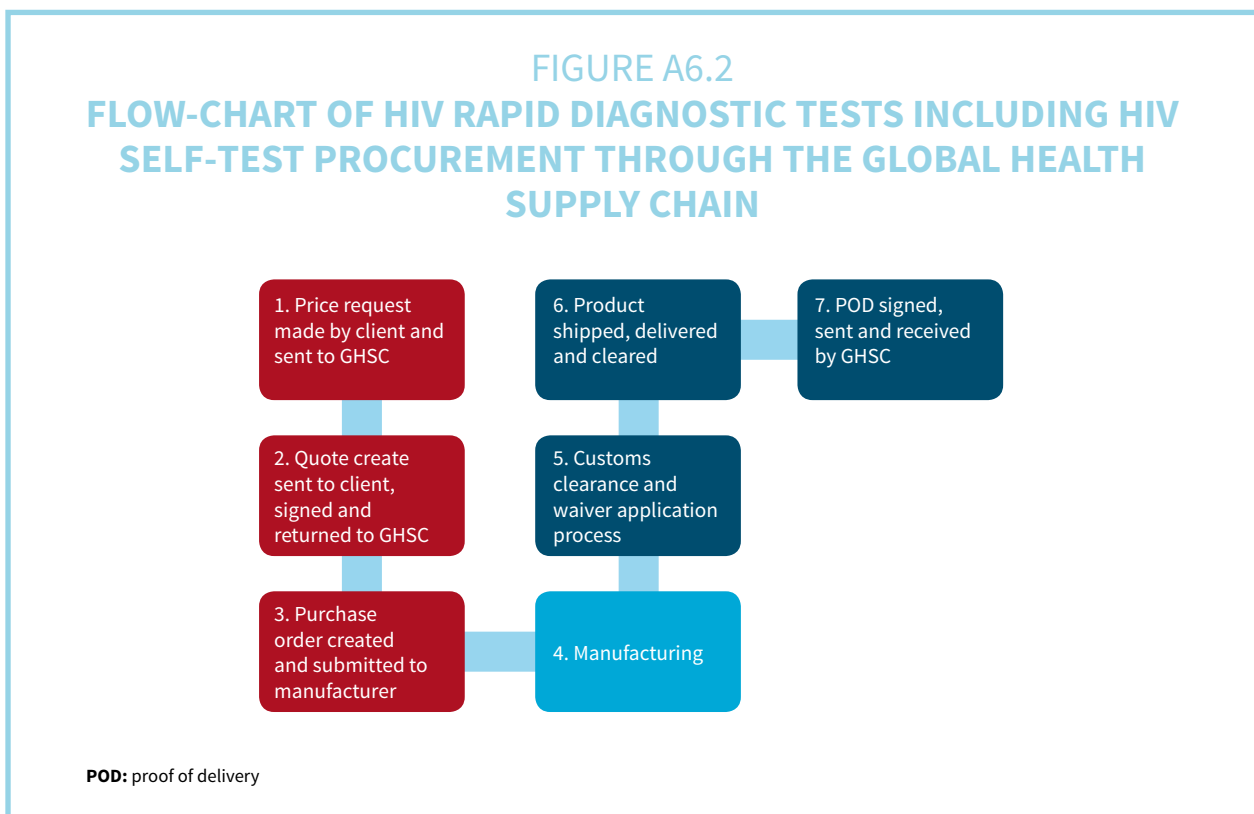 FIGURE A6.2
FLOW-CHART OF HIV RAPID DIAGNOSTIC TESTS INCLUDING HIV
SELF-TEST PROCUREMENT THROUGH THE GLOBAL HEALTH
SUPPLY CHAIN
1. Price request
made by client and
sent to GHSC
2. Quote create
sent to client,
signed and
returned to GHSC
3. Purchase
order created
and submitted to
manufacturer
4. Manufacturing
5. Customs
clearance and
waiver application
process
6. Product
shipped, delivered
and cleared
7. POD signed,
sent and received
by GHSC
POD: proof of delivery